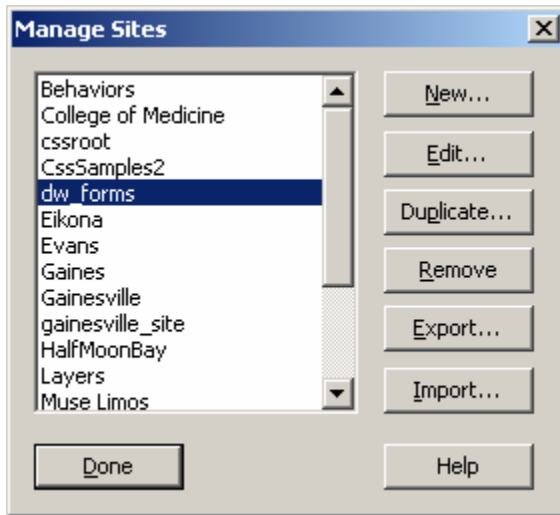 Manage Sites
Behaviors
College of Medicine
cssroot
CssSamples2
dw_forms
Eikona
Evans
Gaines
Gainesville
gainesville_site
HalfMoonBay
Layers
Muse Limos
New...
Edit...
Duplicate...
Remove
Export...
Import...
Done
Help